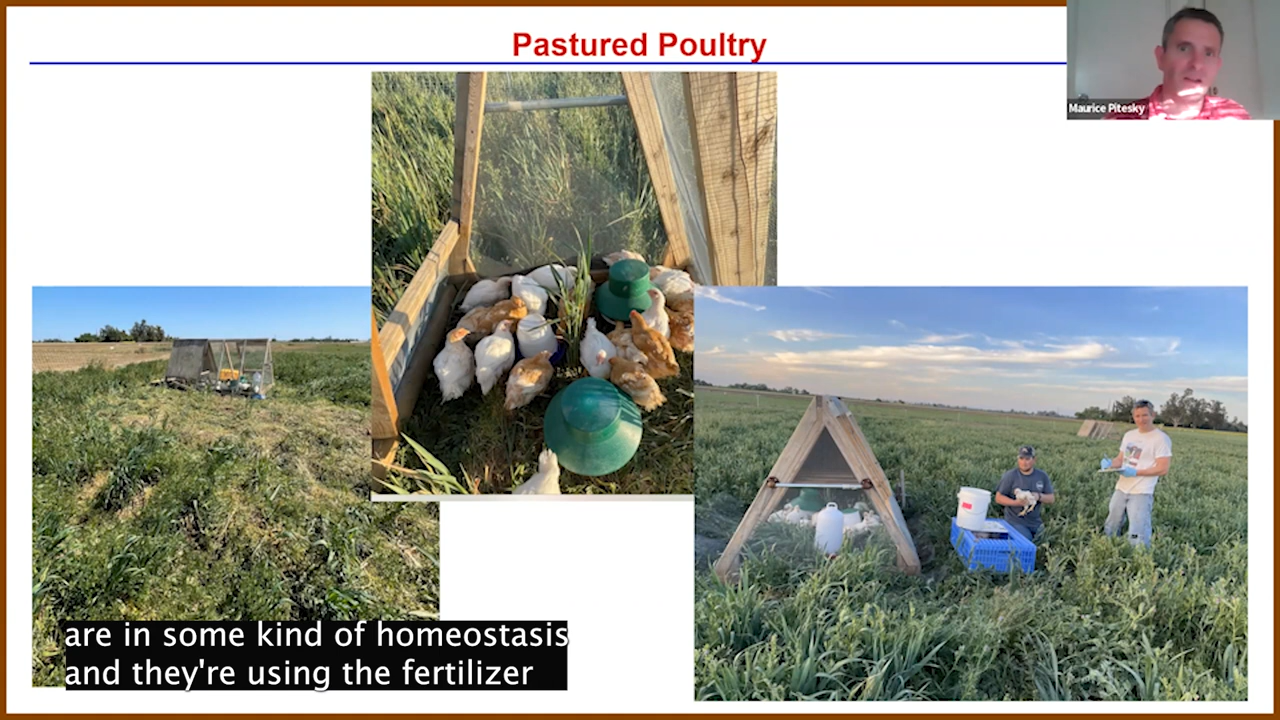 Pastured Poultry
Maurice Pitesky
are in some kind of homeostasis
and they're using the fertilizer